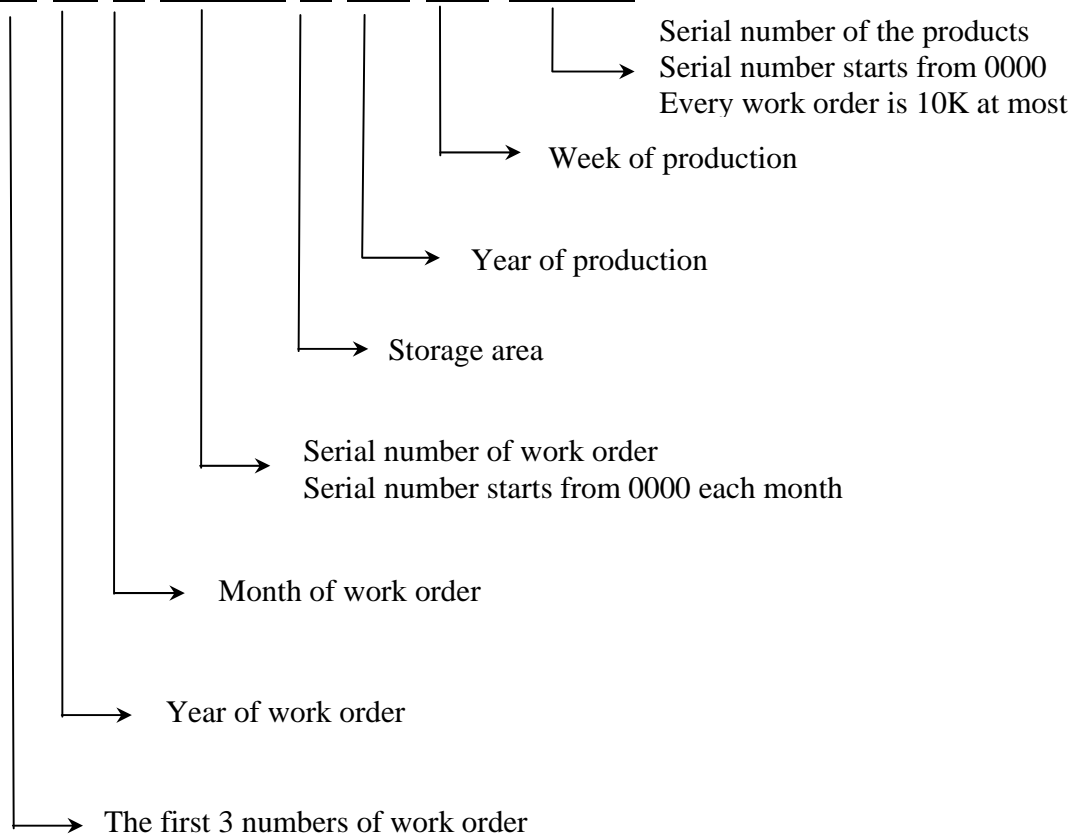 Serial number of the products
Serial number starts from 0000
Every work order is 10K at most
Week of production
Year of production
Storage area
Serial number of work order
Serial number starts from 0000 each month
Month of work order
Year of work order
The first 3 numbers of work order